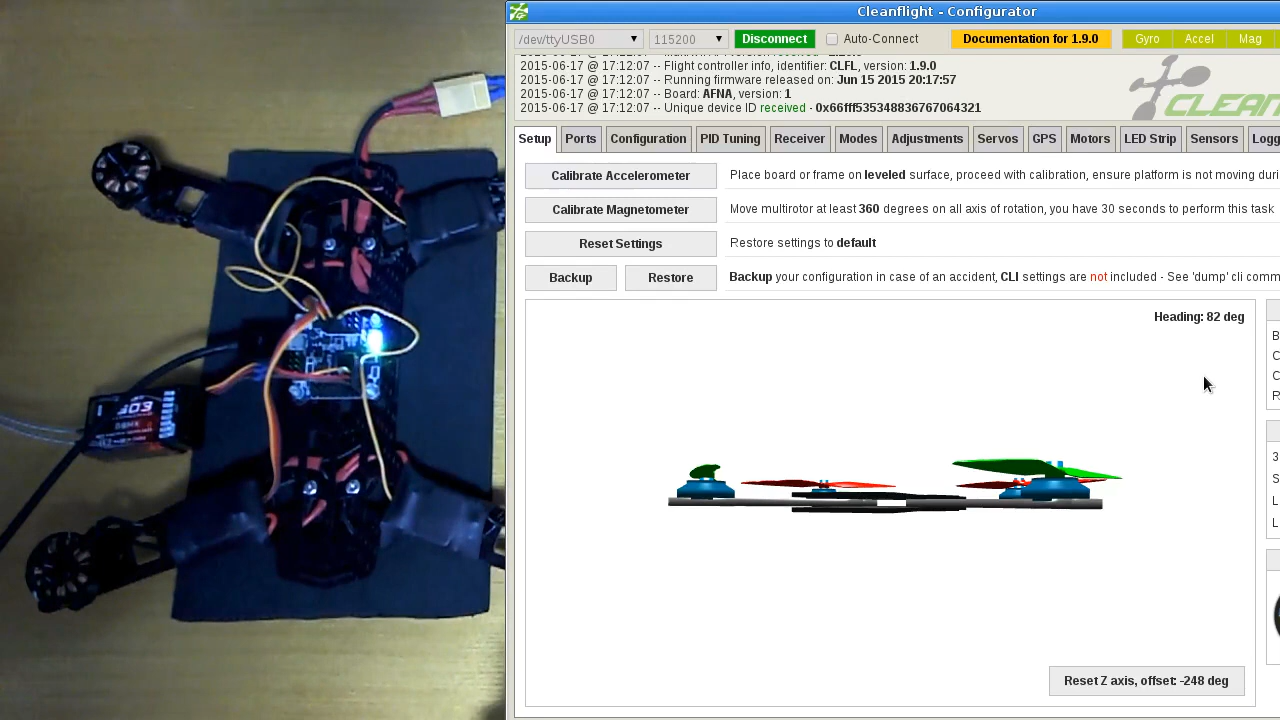 Cleanflight - Configurator
/dev/ttyUSB0 115200 Disconnect Auto-Connect Documentation for 1.9.0 Gyro Accel Mag
2015-06-17 @ 17:12:07 -- Flight controller info, identifier: CLFL, version: 1.9.0
2015-06-17 @ 17:12:07 -- Running firmware released on: Jun 15 2015 20:17:57
2015-06-17 @ 17:12:07 -- Board: AFNA, version: 1
2015-06-17 @ 17:12:07 -- Unique device ID received - 0x66fff535348836767064321
CLEAN
Setup Ports Configuration PID Tuning Receiver Modes Adjustments Servos GPS Motors LED Strip Sensors Logg
Calibrate Accelerometer Place board or frame on leveled surface, proceed with calibration, ensure platform is not moving duri
Calibrate Magnetometer Move multirotor at least 360 degrees on all axis of rotation, you have 30 seconds to perform this task
Reset Settings Restore settings to default
Backup Restore Backup your configuration in case of an accident, CLI settings are not included - See 'dump' cli comm
Heading: 82 deg
B
C
C
R
3
S
L
L
Reset Z axis, offset: -248 deg